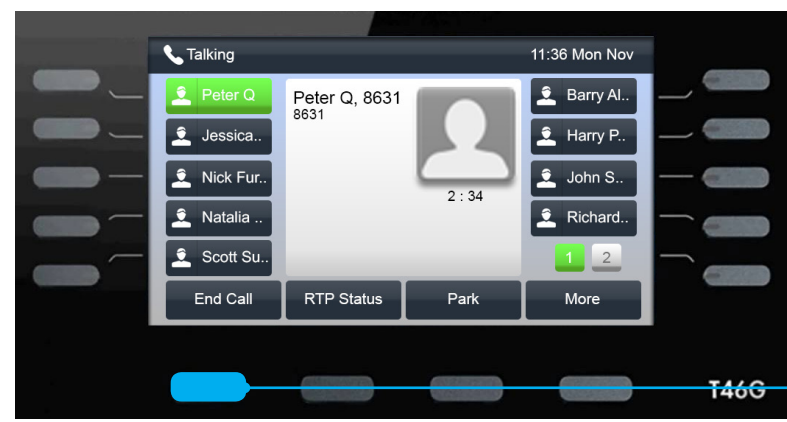 Talking
11:36 Mon Nov
Peter Q
Jessica..
Nick Fur..
Natalia ..
Scott Su..
Peter Q, 8631
8631
2 : 34
Barry Al..
Harry P..
John S..
Richard..
1 2
End Call
RTP Status
Park
More
T46G